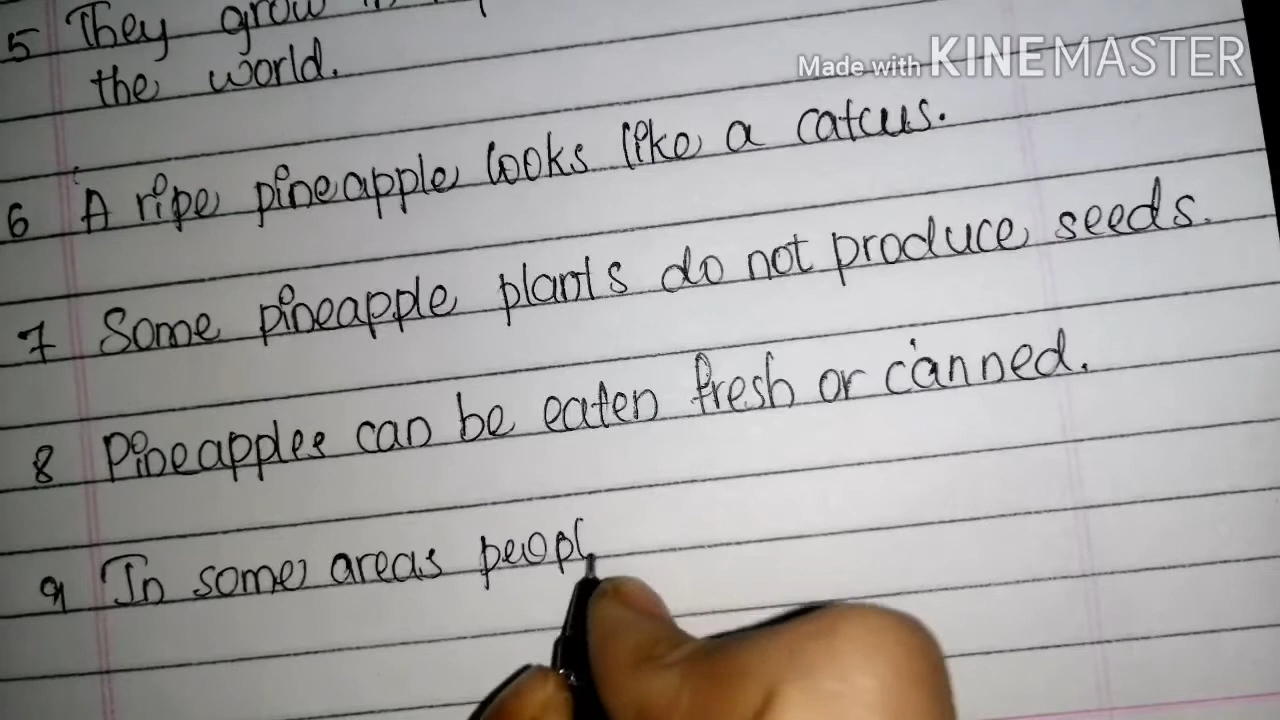 5 They grow in
the world.
Made with KINEMASTER
6 A ripe pineapple looks like a catcus.
7 Some pineapple plants do not produce seeds.
8 Pineapples can be eaten fresh or canned.
9 In some areas peopl